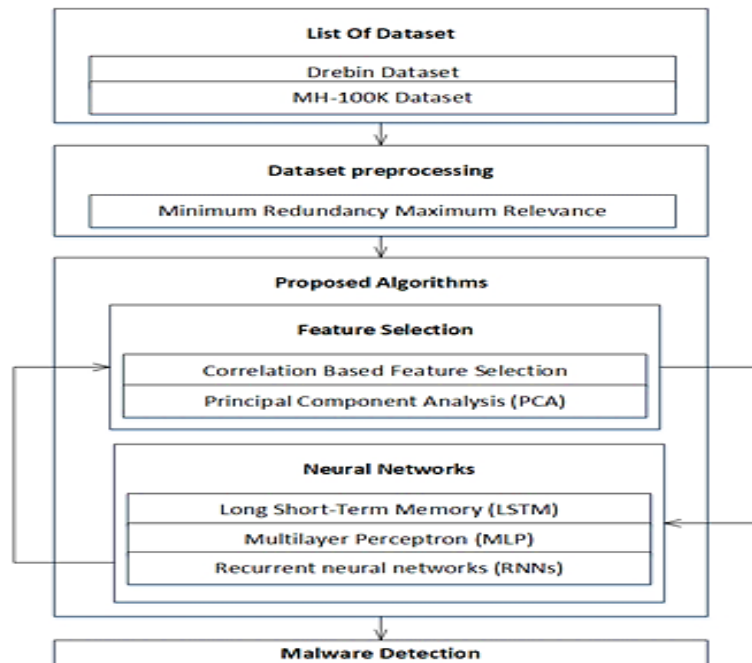 List Of Dataset
Drebin Dataset
MH-100K Dataset
Dataset preprocessing
Minimum Redundancy Maximum Relevance
Proposed Algorithms
Feature Selection
Correlation Based Feature Selection
Principal Component Analysis (PCA)
Neural Networks
Long Short-Term Memory (LSTM)
Multilayer Perceptron (MLP)
Recurrent neural networks (RNNs)
Malware Detection